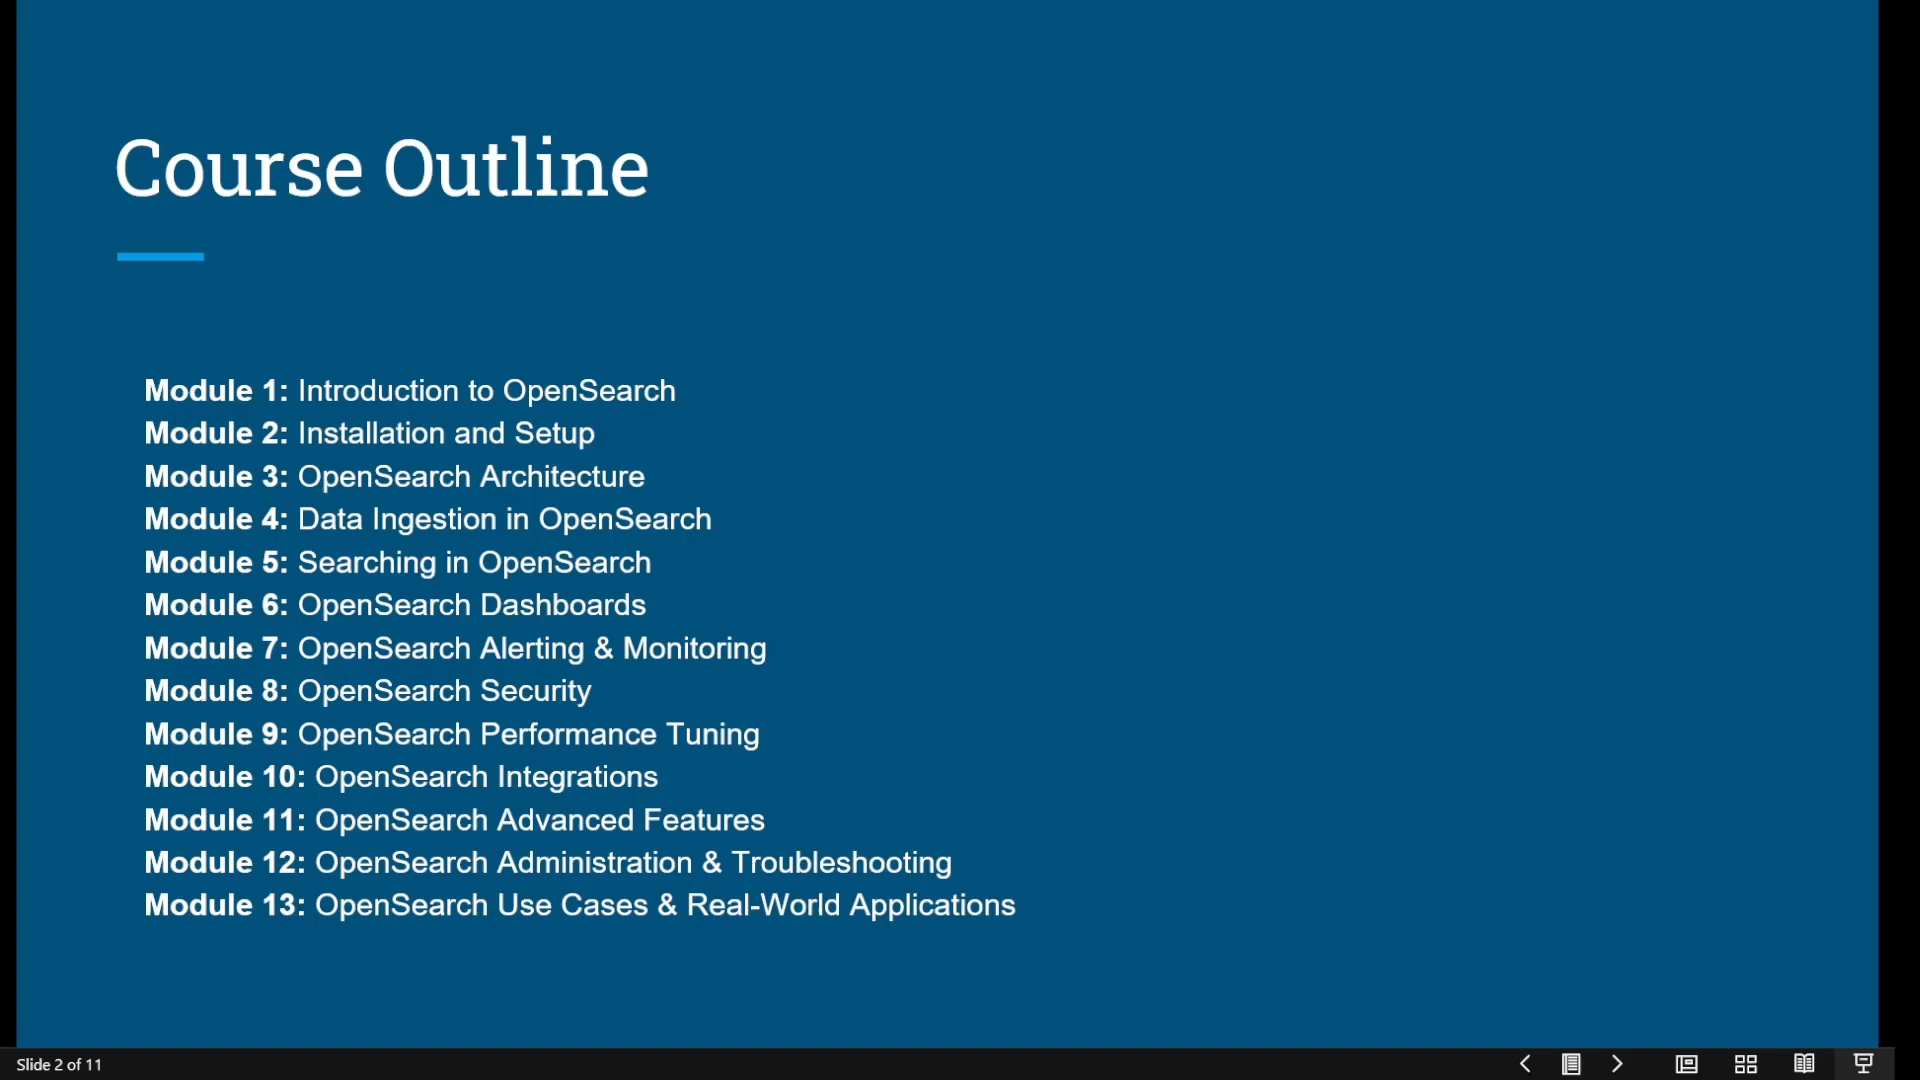 Course Outline
Module 1: Introduction to OpenSearch
Module 2: Installation and Setup
Module 3: OpenSearch Architecture
Module 4: Data Ingestion in OpenSearch
Module 5: Searching in OpenSearch
Module 6: OpenSearch Dashboards
Module 7: OpenSearch Alerting & Monitoring
Module 8: OpenSearch Security
Module 9: OpenSearch Performance Tuning
Module 10: OpenSearch Integrations
Module 11: OpenSearch Advanced Features
Module 12: OpenSearch Administration & Troubleshooting
Module 13: OpenSearch Use Cases & Real-World Applications
Slide 2 of 11